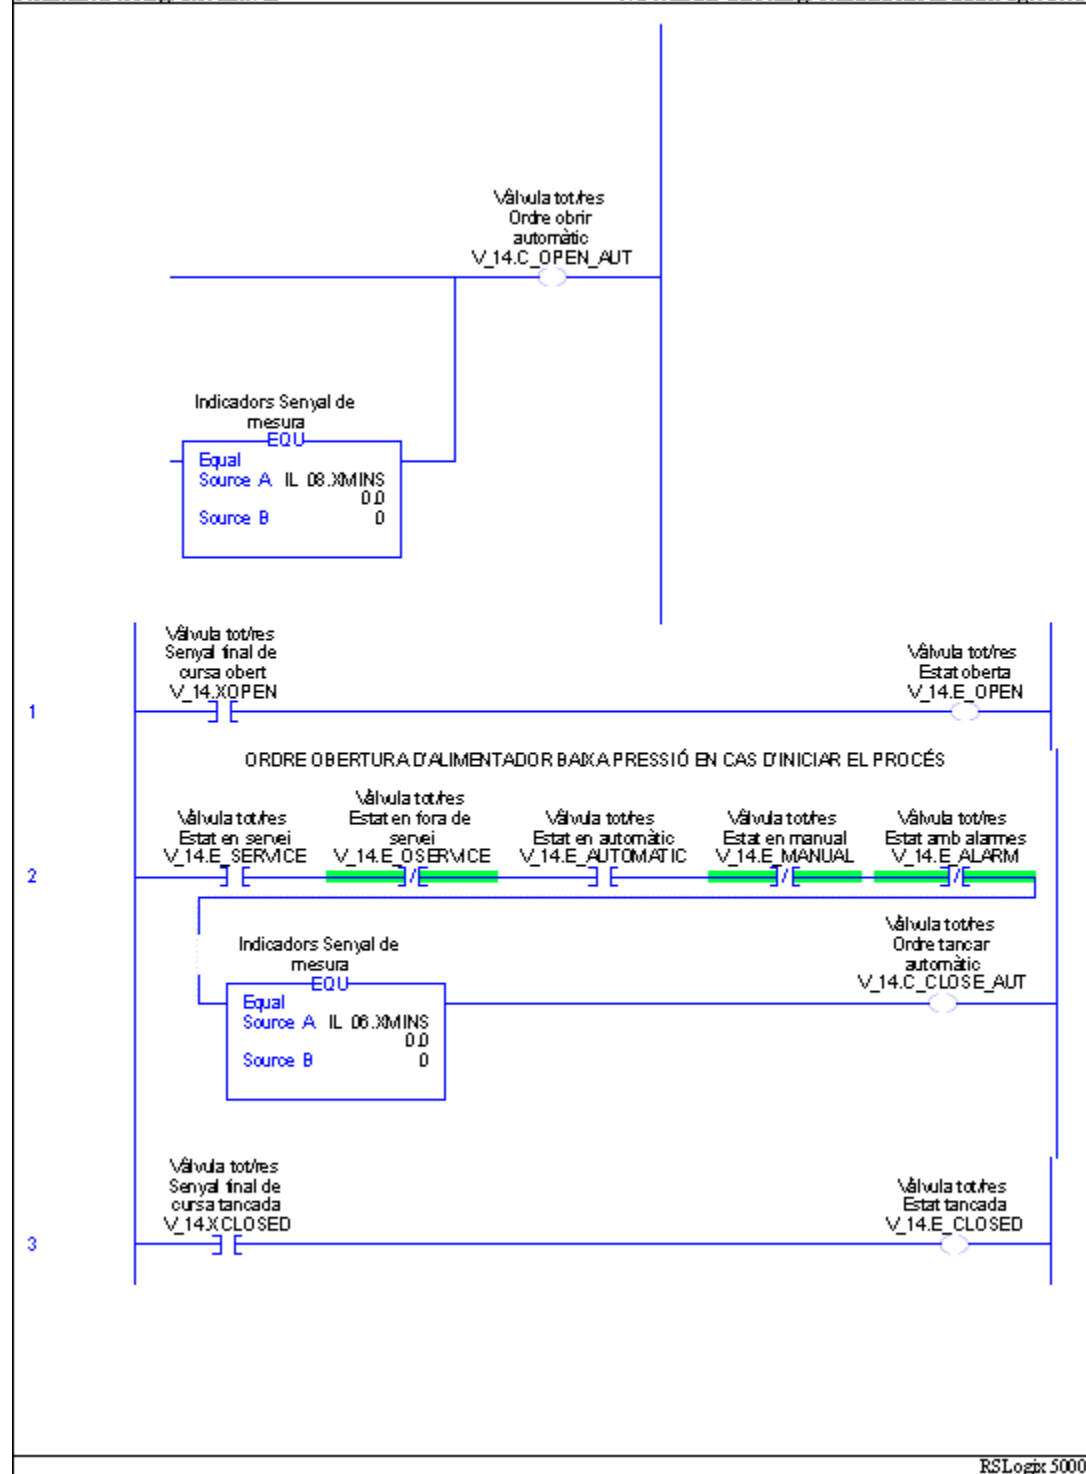 Vàlvula tot/res
Ordre obrir
automàtic
V_14.C_OPEN_AUT
Indicadors Senyal de
mesura
EQU
Equal
Source A IL_08.XMINS
0.0
Source B 0
Vàlvula tot/res
Senyal final de
cursa obert
V_14.XOPEN
Vàlvula tot/res
Estat oberta
V_14.E_OPEN
1
ORDRE OBERTURA D'ALIMENTADOR BAIXA PRESSIÓ EN CAS D'INICIAR EL PROCÉS
Vàlvula tot/res
Estat en servei
V_14.E_SERVICE
Vàlvula tot/res
Estat en fora de
servei
V_14.E_OSERVICE
Vàlvula tot/res
Estat en automàtic
V_14.E_AUTOMATIC
Vàlvula tot/res
Estat en manual
V_14.E_MANUAL
Vàlvula tot/res
Estat amb alarmes
V_14.E_ALARM
2
Indicadors Senyal de
mesura
EQU
Equal
Source A IL_06.XMINS
0.0
Source B 0
Vàlvula tot/res
Ordre tancar
automàtic
V_14.C_CLOSE_AUT
Vàlvula tot/res
Senyal final de
cursa tancada
V_14.XCLOSED
Vàlvula tot/res
Estat tancada
V_14.E_CLOSED
3
RSLogix 5000